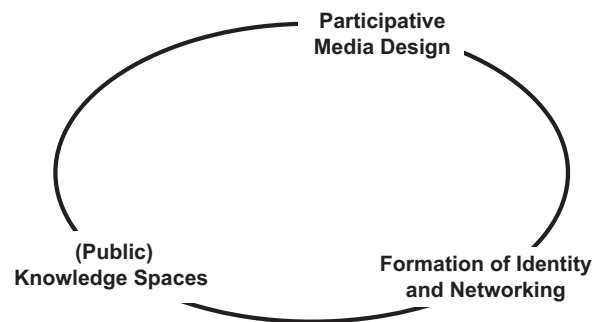 Participative
Media Design
(Public)
Knowledge Spaces
Formation of Identity
and Networking